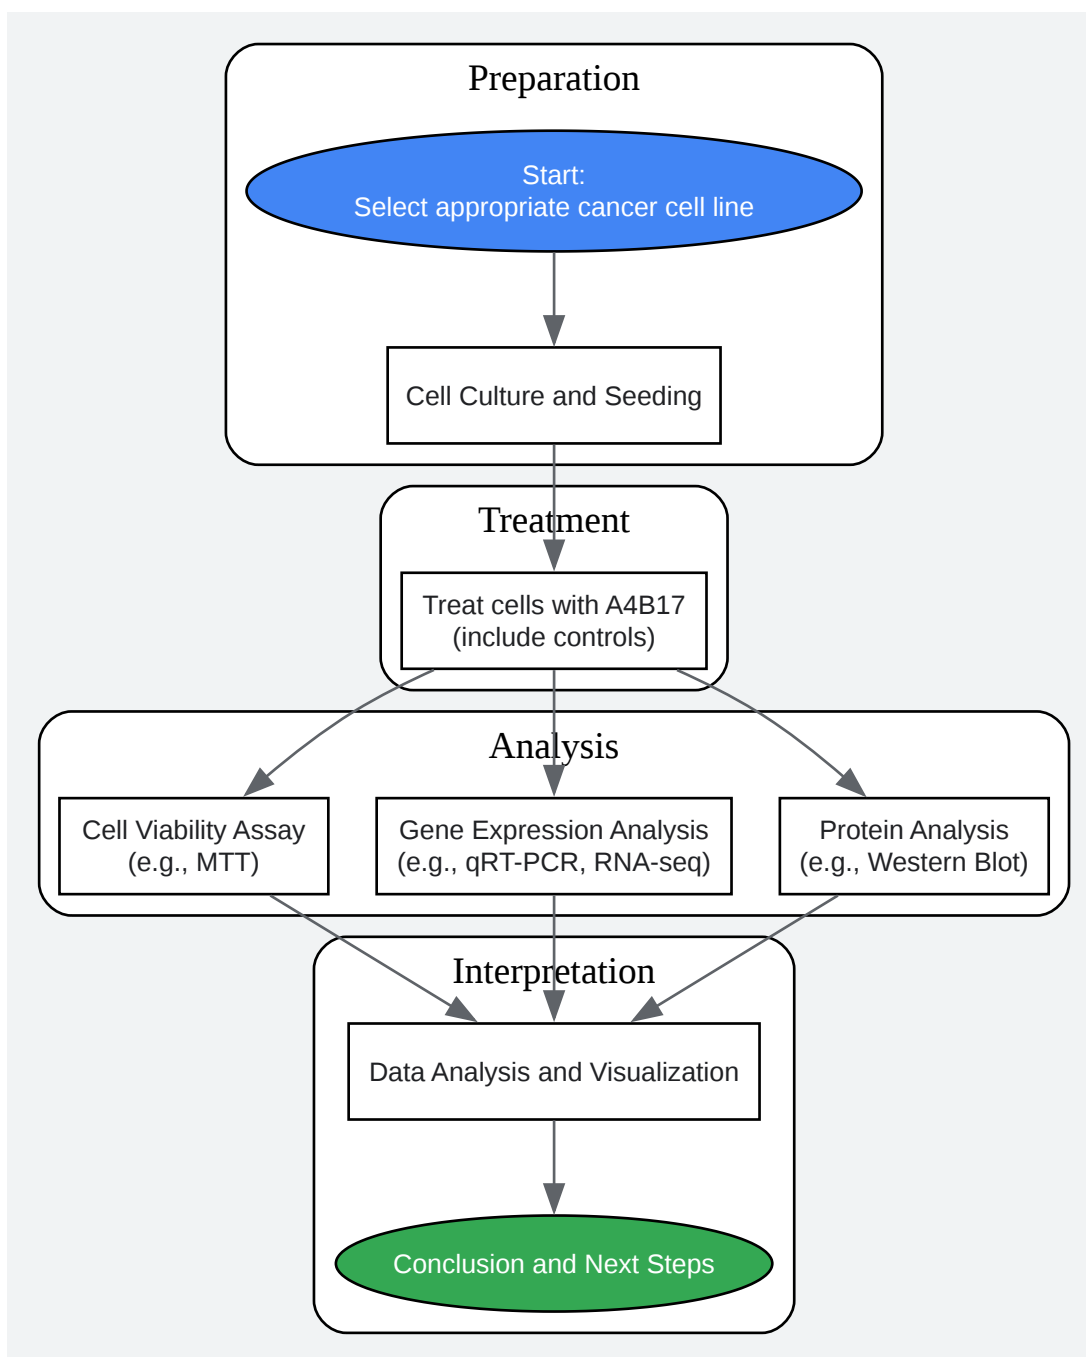 Preparation
Start:
Select appropriate cancer cell line
Cell Culture and Seeding
Treatment
Treat cells with A4B17
(include controls)
Analysis
Cell Viability Assay
(e.g., MTT)
Gene Expression Analysis
(e.g., qRT-PCR, RNA-seq)
Protein Analysis
(e.g., Western Blot)
Interpretation
Data Analysis and Visualization
Conclusion and Next Steps